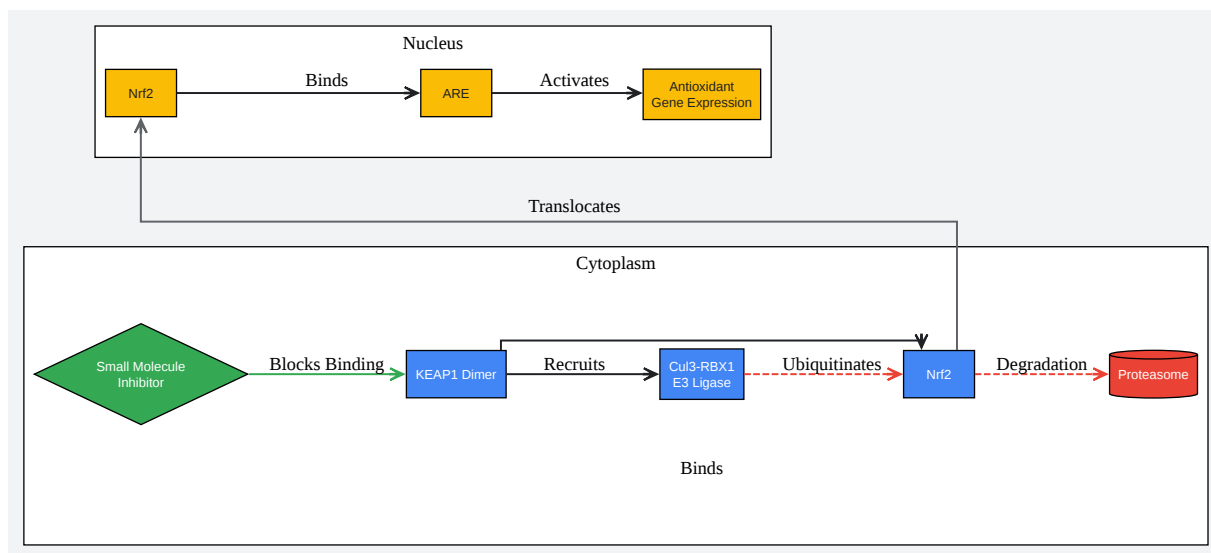 Nucleus
Nrf2
Binds
ARE
Activates
Antioxidant
Gene Expression
Translocates
Cytoplasm
Small Molecule
Inhibitor
Blocks Binding
KEAP1 Dimer
Recruits
Cul3-RBX1
E3 Ligase
Ubiquitinates
Nrf2
Degradation
Proteasome
Binds